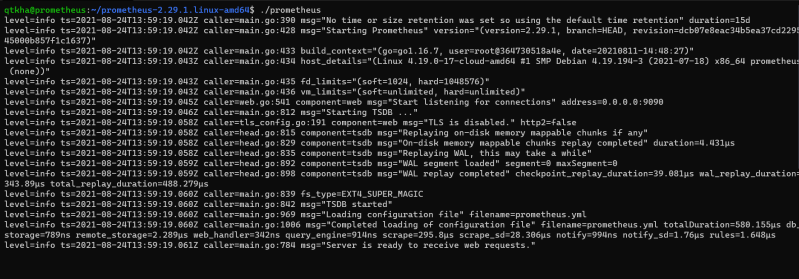 qtkha@prometheus:~/prometheus-2.29.1.linux-amd64$ ./prometheus
level=info ts=2021-08-24T13:59:19.042Z caller=main.go:390 msg="No time or size retention was set so using the default time retention" duration=15d
level=info ts=2021-08-24T13:59:19.042Z caller=main.go:428 msg="Starting Prometheus" version="(version=2.29.1, branch=HEAD, revision=dcb07e8eac34b5ea37cd229
45000b857f1c1637)"
level=info ts=2021-08-24T13:59:19.042Z caller=main.go:433 build_context="(go=go1.16.7, user=root@364730518a4e, date=20210811-14:48:27)"
level=info ts=2021-08-24T13:59:19.042Z caller=main.go:434 host_details="(Linux 4.19.0-17-cloud-amd64 #1 SMP Debian 4.19.194-3 (2021-07-18) x86_64 prometheus
(none))"
level=info ts=2021-08-24T13:59:19.043Z caller=main.go:435 fd_limits="(soft=1024, hard=1048576)"
level=info ts=2021-08-24T13:59:19.043Z caller=main.go:436 vm_limits="(soft=unlimited, hard=unlimited)"
level=info ts=2021-08-24T13:59:19.045Z caller=web.go:541 component=web msg="Start listening for connections" address=0.0.0.0:9090
level=info ts=2021-08-24T13:59:19.046Z caller=main.go:812 msg="Starting TSDB ..."
level=info ts=2021-08-24T13:59:19.058Z caller=tls_config.go:191 component=web msg="TLS is disabled." http2=false
level=info ts=2021-08-24T13:59:19.058Z caller=head.go:815 component=tsdb msg="Replaying on-disk memory mappable chunks if any"
level=info ts=2021-08-24T13:59:19.058Z caller=head.go:829 component=tsdb msg="On-disk memory mappable chunks replay completed" duration=4.431µs
level=info ts=2021-08-24T13:59:19.058Z caller=head.go:835 component=tsdb msg="Replaying WAL, this may take a while"
level=info ts=2021-08-24T13:59:19.059Z caller=head.go:892 component=tsdb msg="WAL segment loaded" segment=0 maxSegment=0
level=info ts=2021-08-24T13:59:19.059Z caller=head.go:898 component=tsdb msg="WAL replay completed" checkpoint_replay_duration=39.081µs wal_replay_duration=
343.89µs total_replay_duration=488.279µs
level=info ts=2021-08-24T13:59:19.060Z caller=main.go:839 fs_type=EXT4_SUPER_MAGIC
level=info ts=2021-08-24T13:59:19.060Z caller=main.go:842 msg="TSDB started"
level=info ts=2021-08-24T13:59:19.060Z caller=main.go:969 msg="Loading configuration file" filename=prometheus.yml
level=info ts=2021-08-24T13:59:19.060Z caller=main.go:1006 msg="Completed loading of configuration file" filename=prometheus.yml totalDuration=580.155µs db_
storage=789ns remote_storage=2.289µs web_handler=342ns query_engine=914ns scrape=295.8µs scrape_sd=28.306µs notify=994ns notify_sd=1.76µs rules=1.648µs
level=info ts=2021-08-24T13:59:19.061Z caller=main.go:784 msg="Server is ready to receive web requests."